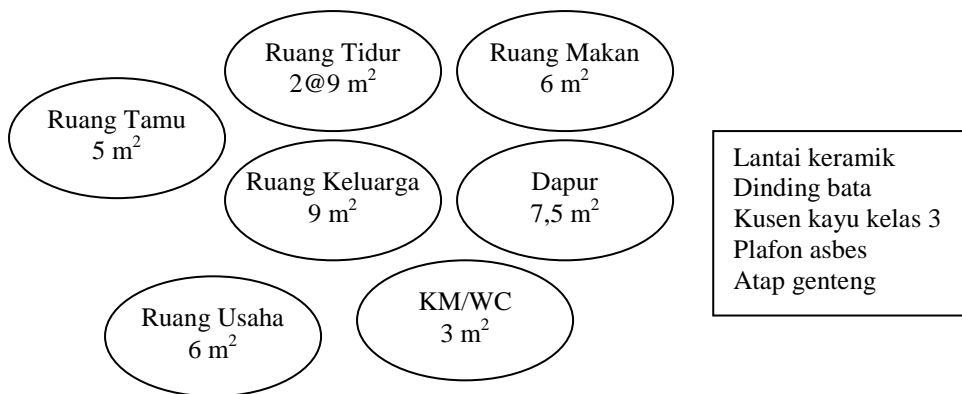 Ruang Tidur
2@9 m²
Ruang Makan
6 m²
Ruang Tamu
5 m²
Ruang Keluarga
9 m²
Dapur
7,5 m²
Lantai keramik
Dinding bata
Kusen kayu kelas 3
Plafon asbes
Atap genteng
Ruang Usaha
6 m²
KM/WC
3 m²